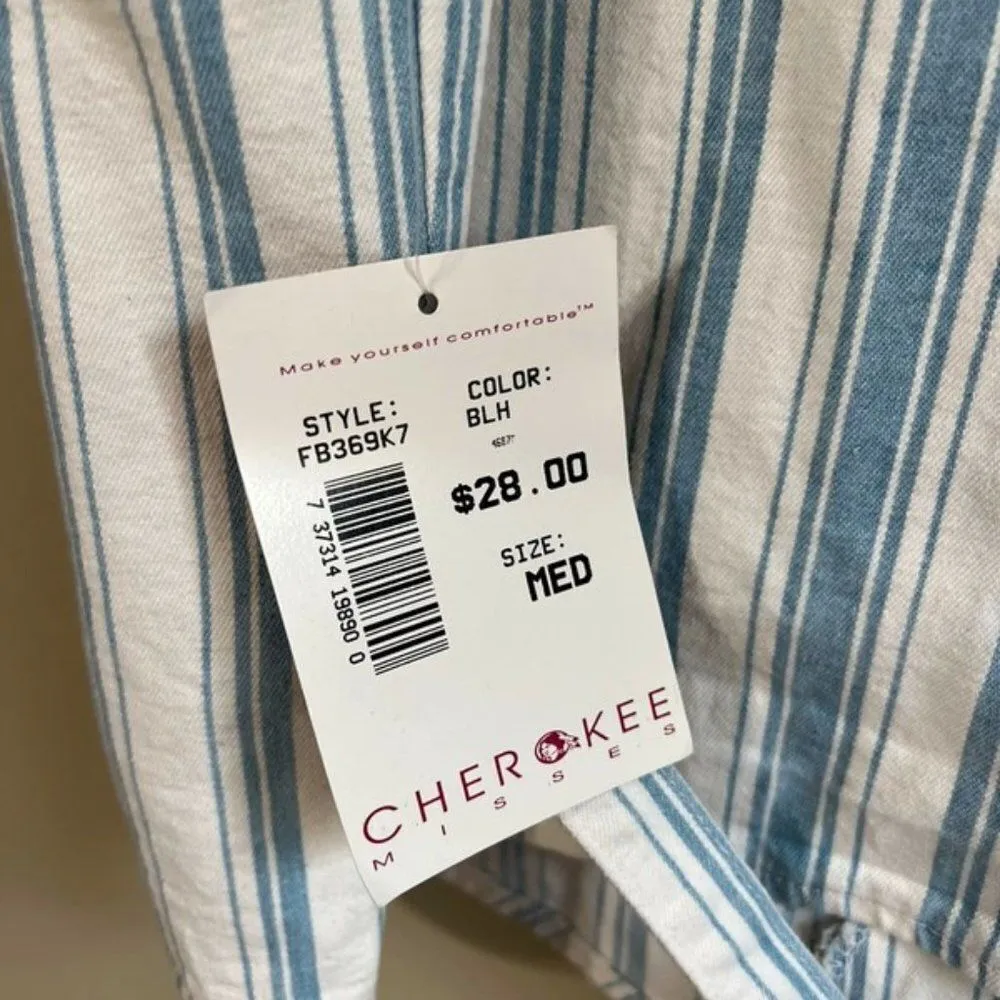 Make yourself comfortable™
STYLE:
FB369K7
COLOR:
BLH
$28.00
SIZE:
MED
7 37314 19890 0
CHEROKEE
MISSES